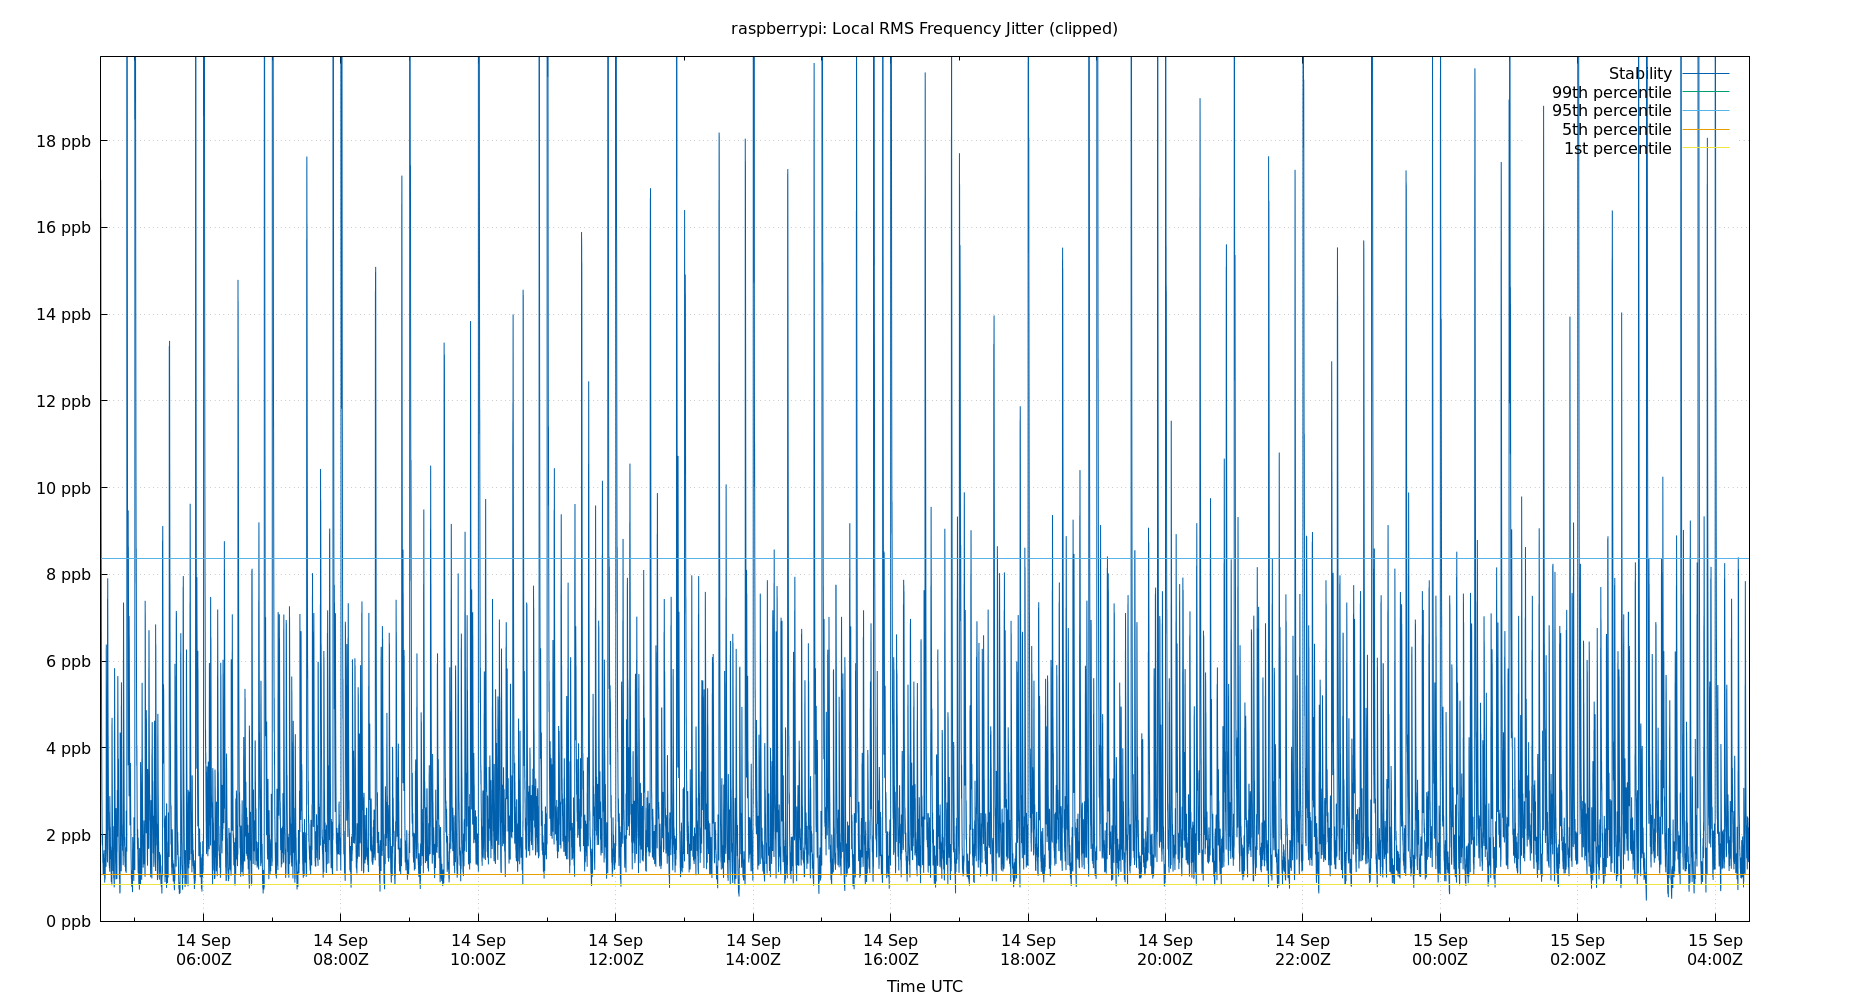 raspberrypi: Local RMS Frequency Jitter (clipped)
Stability
99th percentile
95th percentile
5th percentile
1st percentile
18 ppb
16 ppb
14 ppb
12 ppb
10 ppb
8 ppb
6 ppb
4 ppb
2 ppb
0 ppb
14 Sep 14 Sep 14 Sep 14 Sep 14 Sep 14 Sep 14 Sep 14 Sep 14 Sep 15 Sep 15 Sep 15 Sep
06:00Z 08:00Z 10:00Z 12:00Z 14:00Z 16:00Z 18:00Z 20:00Z 22:00Z 00:00Z 02:00Z 04:00Z
Time UTC